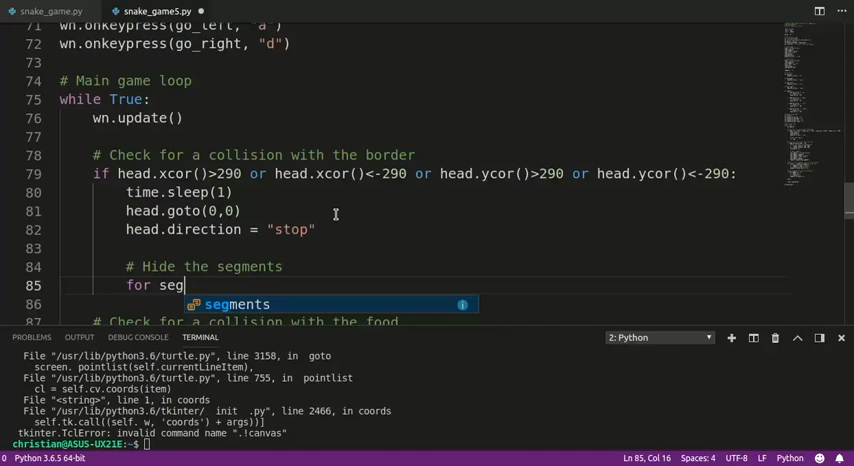 snake_game.py snake_game5.py
71 wn.onkeypress(go_left, "a")
72 wn.onkeypress(go_right, "d")
73
74 # Main game loop
75 while True:
76 wn.update()
77
78 # Check for a collision with the border
79 if head.xcor()>290 or head.xcor()<-290 or head.ycor()>290 or head.ycor()<-290:
80 time.sleep(1)
81 head.goto(0,0)
82 head.direction = "stop"
83
84 # Hide the segments
85 for seg
segments
86
87 # Check for a collision with the food
PROBLEMS OUTPUT DEBUG CONSOLE TERMINAL 2: Python
File "/usr/lib/python3.6/turtle.py", line 3158, in goto
screen. pointlist(self.currentLineItem),
File "/usr/lib/python3.6/turtle.py", line 755, in pointlist
cl = self.cv.coords(item)
File "<string>", line 1, in coords
File "/usr/lib/python3.6/tkinter/ init .py", line 2466, in coords
self.tk.call((self. w, 'coords') + args))]
tkinter.TclError: invalid command name ".!canvas"
christian@ASUS-UX21E:~$
0 Python 3.6.5 64-bit Ln 85, Col 16 Spaces: 4 UTF-8 LF Python